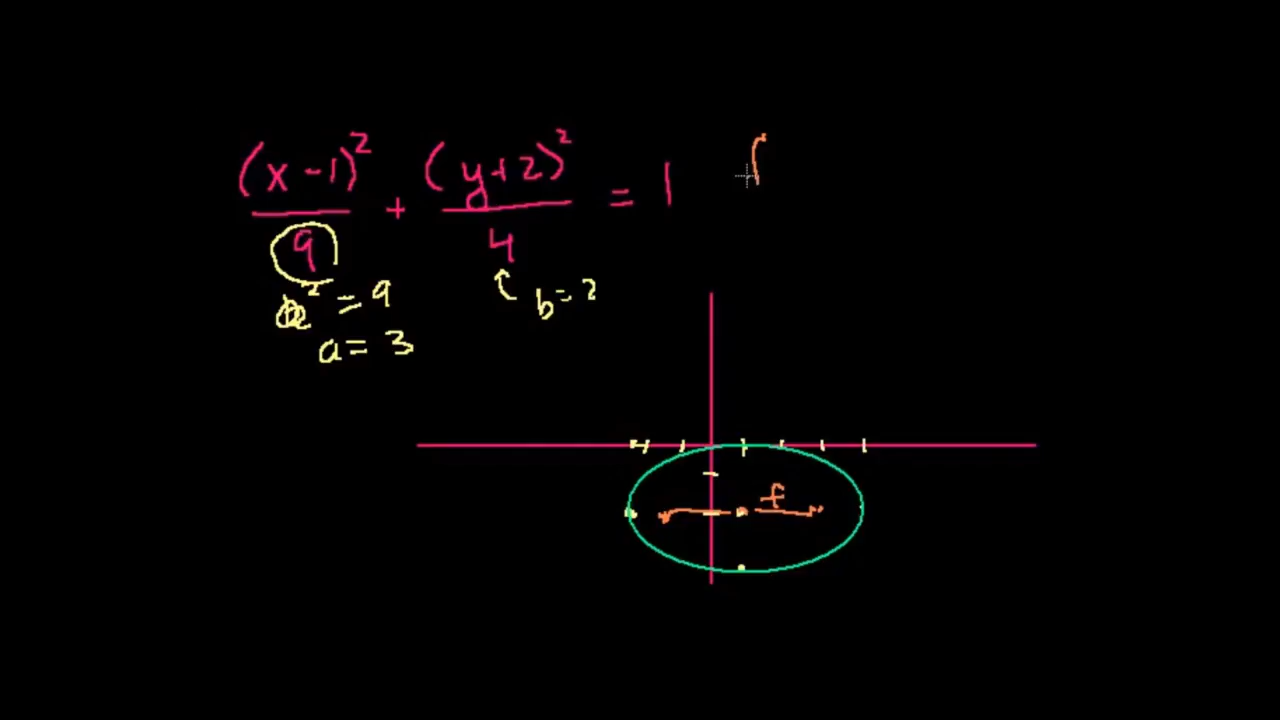 (x-1)²/9 + (y+2)²/4 = 1 f
a² = 9 b=2
a = 3
f